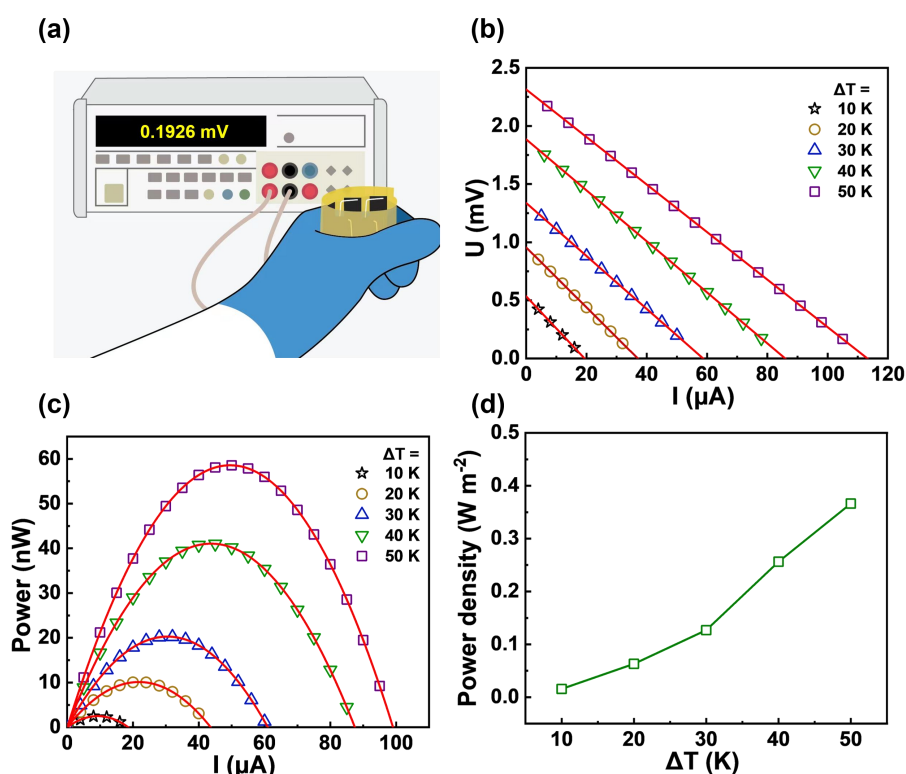 (a)
0.1926 mV
(b)
2.5
2.0
1.5
1.0
0.5
0.0
U (mV)
ΔT =
10 K
20 K
30 K
40 K
50 K
0 20 40 60 80 100 120
I (μA)
(c)
60
50
40
30
20
10
0
Power (nW)
ΔT =
10 K
20 K
30 K
40 K
50 K
0 20 40 60 80 100
I (μA)
(d)
0.5
0.4
0.3
0.2
0.1
0.0
Power density (W m⁻²)
10 20 30 40 50
ΔT (K)